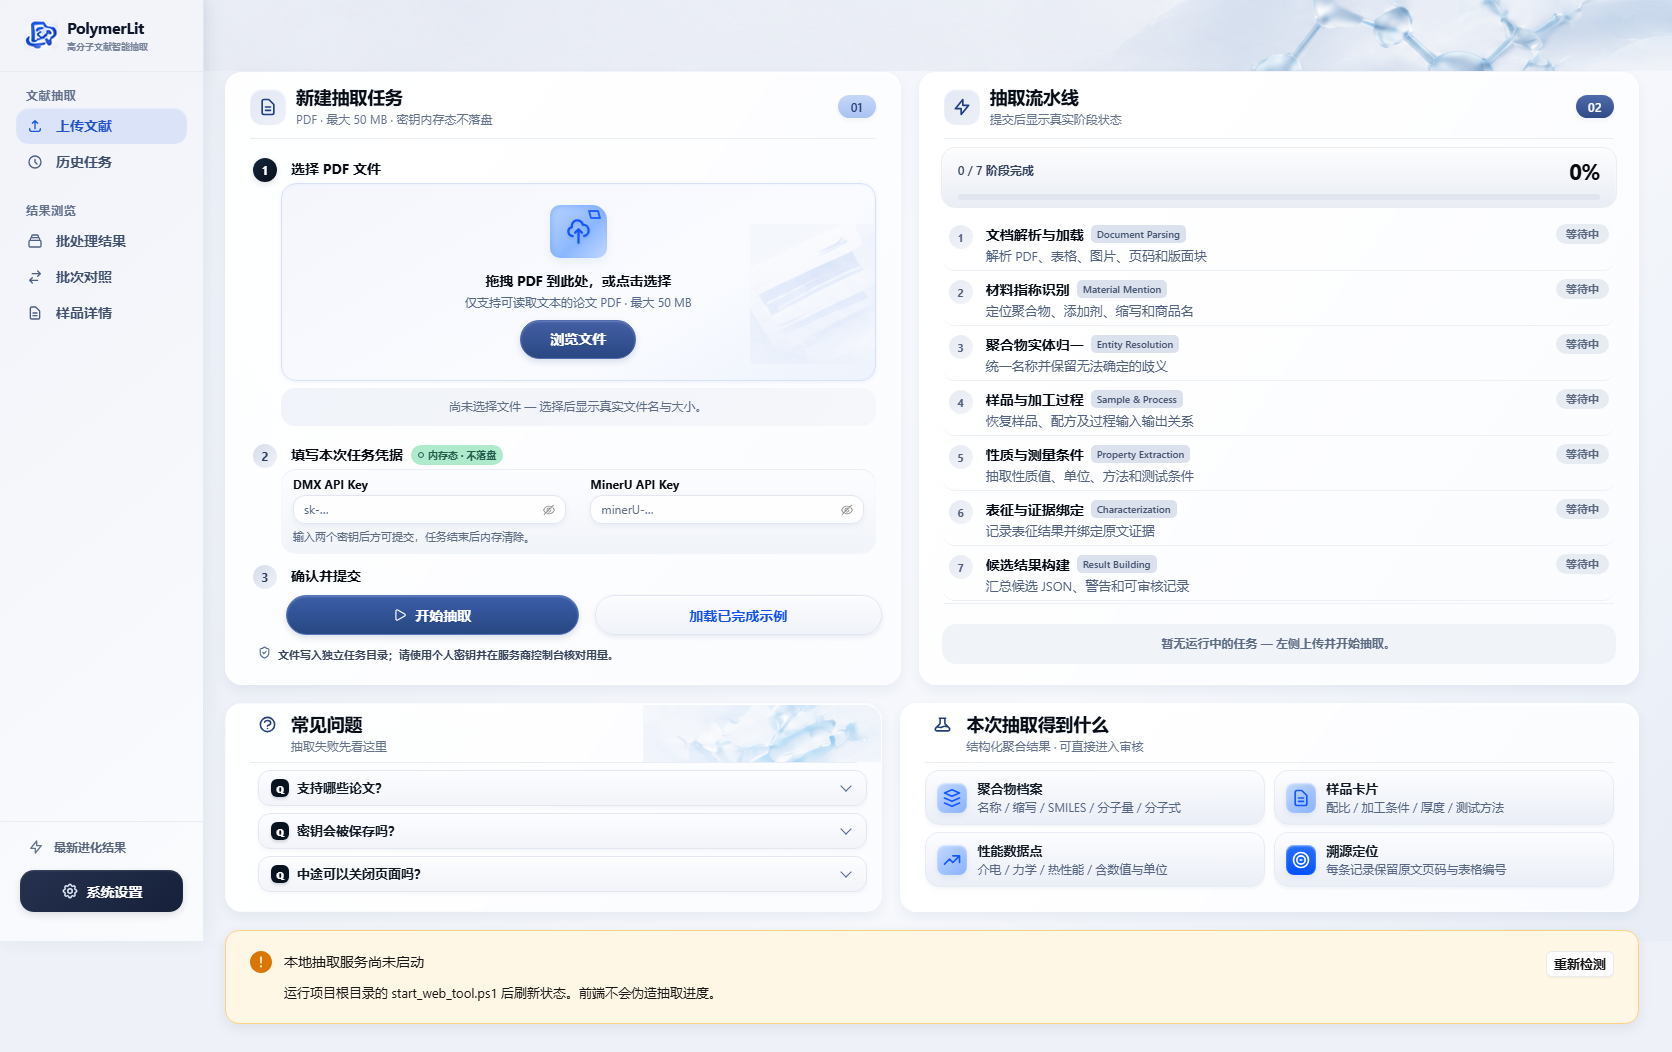 PolymerLit
高分子文献智能抽取
文献抽取
上传文献
历史任务
结果浏览
批处理结果
批次对照
样品详情
最新进化结果
系统设置
新建抽取任务
PDF · 最大 50 MB · 密钥内存态不落盘
01
1 选择 PDF 文件
拖拽 PDF 到此处，或点击选择
仅支持可读取文本的论文 PDF · 最大 50 MB
浏览文件
尚未选择文件 — 选择后显示真实文件名与大小。
2 填写本次任务凭据 内存态 · 不落盘
DMX API Key MinerU API Key
sk-... minerU-...
输入两个密钥后方可提交，任务结束后内存清除。
3 确认并提交
开始抽取 加载已完成示例
文件写入独立任务目录；请使用个人密钥并在服务商控制台核对用量。
抽取流水线
提交后显示真实阶段状态
02
0 / 7 阶段完成 0%
1 文档解析与加载 Document Parsing 等待中
解析 PDF、表格、图片、页码和版面块
2 材料指称识别 Material Mention 等待中
定位聚合物、添加剂、缩写和商品名
3 聚合物实体归一 Entity Resolution 等待中
统一名称并保留无法确定的歧义
4 样品与加工过程 Sample & Process 等待中
恢复样品、配方及过程输入输出关系
5 性质与测量条件 Property Extraction 等待中
抽取性质值、单位、方法和测试条件
6 表征与证据绑定 Characterization 等待中
记录表征结果并绑定原文证据
7 候选结果构建 Result Building 等待中
汇总候选 JSON、警告和可审核记录
暂无运行中的任务 — 左侧上传并开始抽取。
常见问题
抽取失败先看这里
Q 支持哪些论文？
Q 密钥会被保存吗？
Q 中途可以关闭页面吗？
本次抽取得到什么
结构化聚合结果 · 可直接进入审核
聚合物档案
名称 / 缩写 / SMILES / 分子量 / 分子式
样品卡片
配比 / 加工条件 / 厚度 / 测试方法
性能数据点
介电 / 力学 / 热性能 / 含数值与单位
溯源定位
每条记录保留原文页码与表格编号
! 本地抽取服务尚未启动
运行项目根目录的 start_web_tool.ps1 后刷新状态。前端不会伪造抽取进度。
重新检测